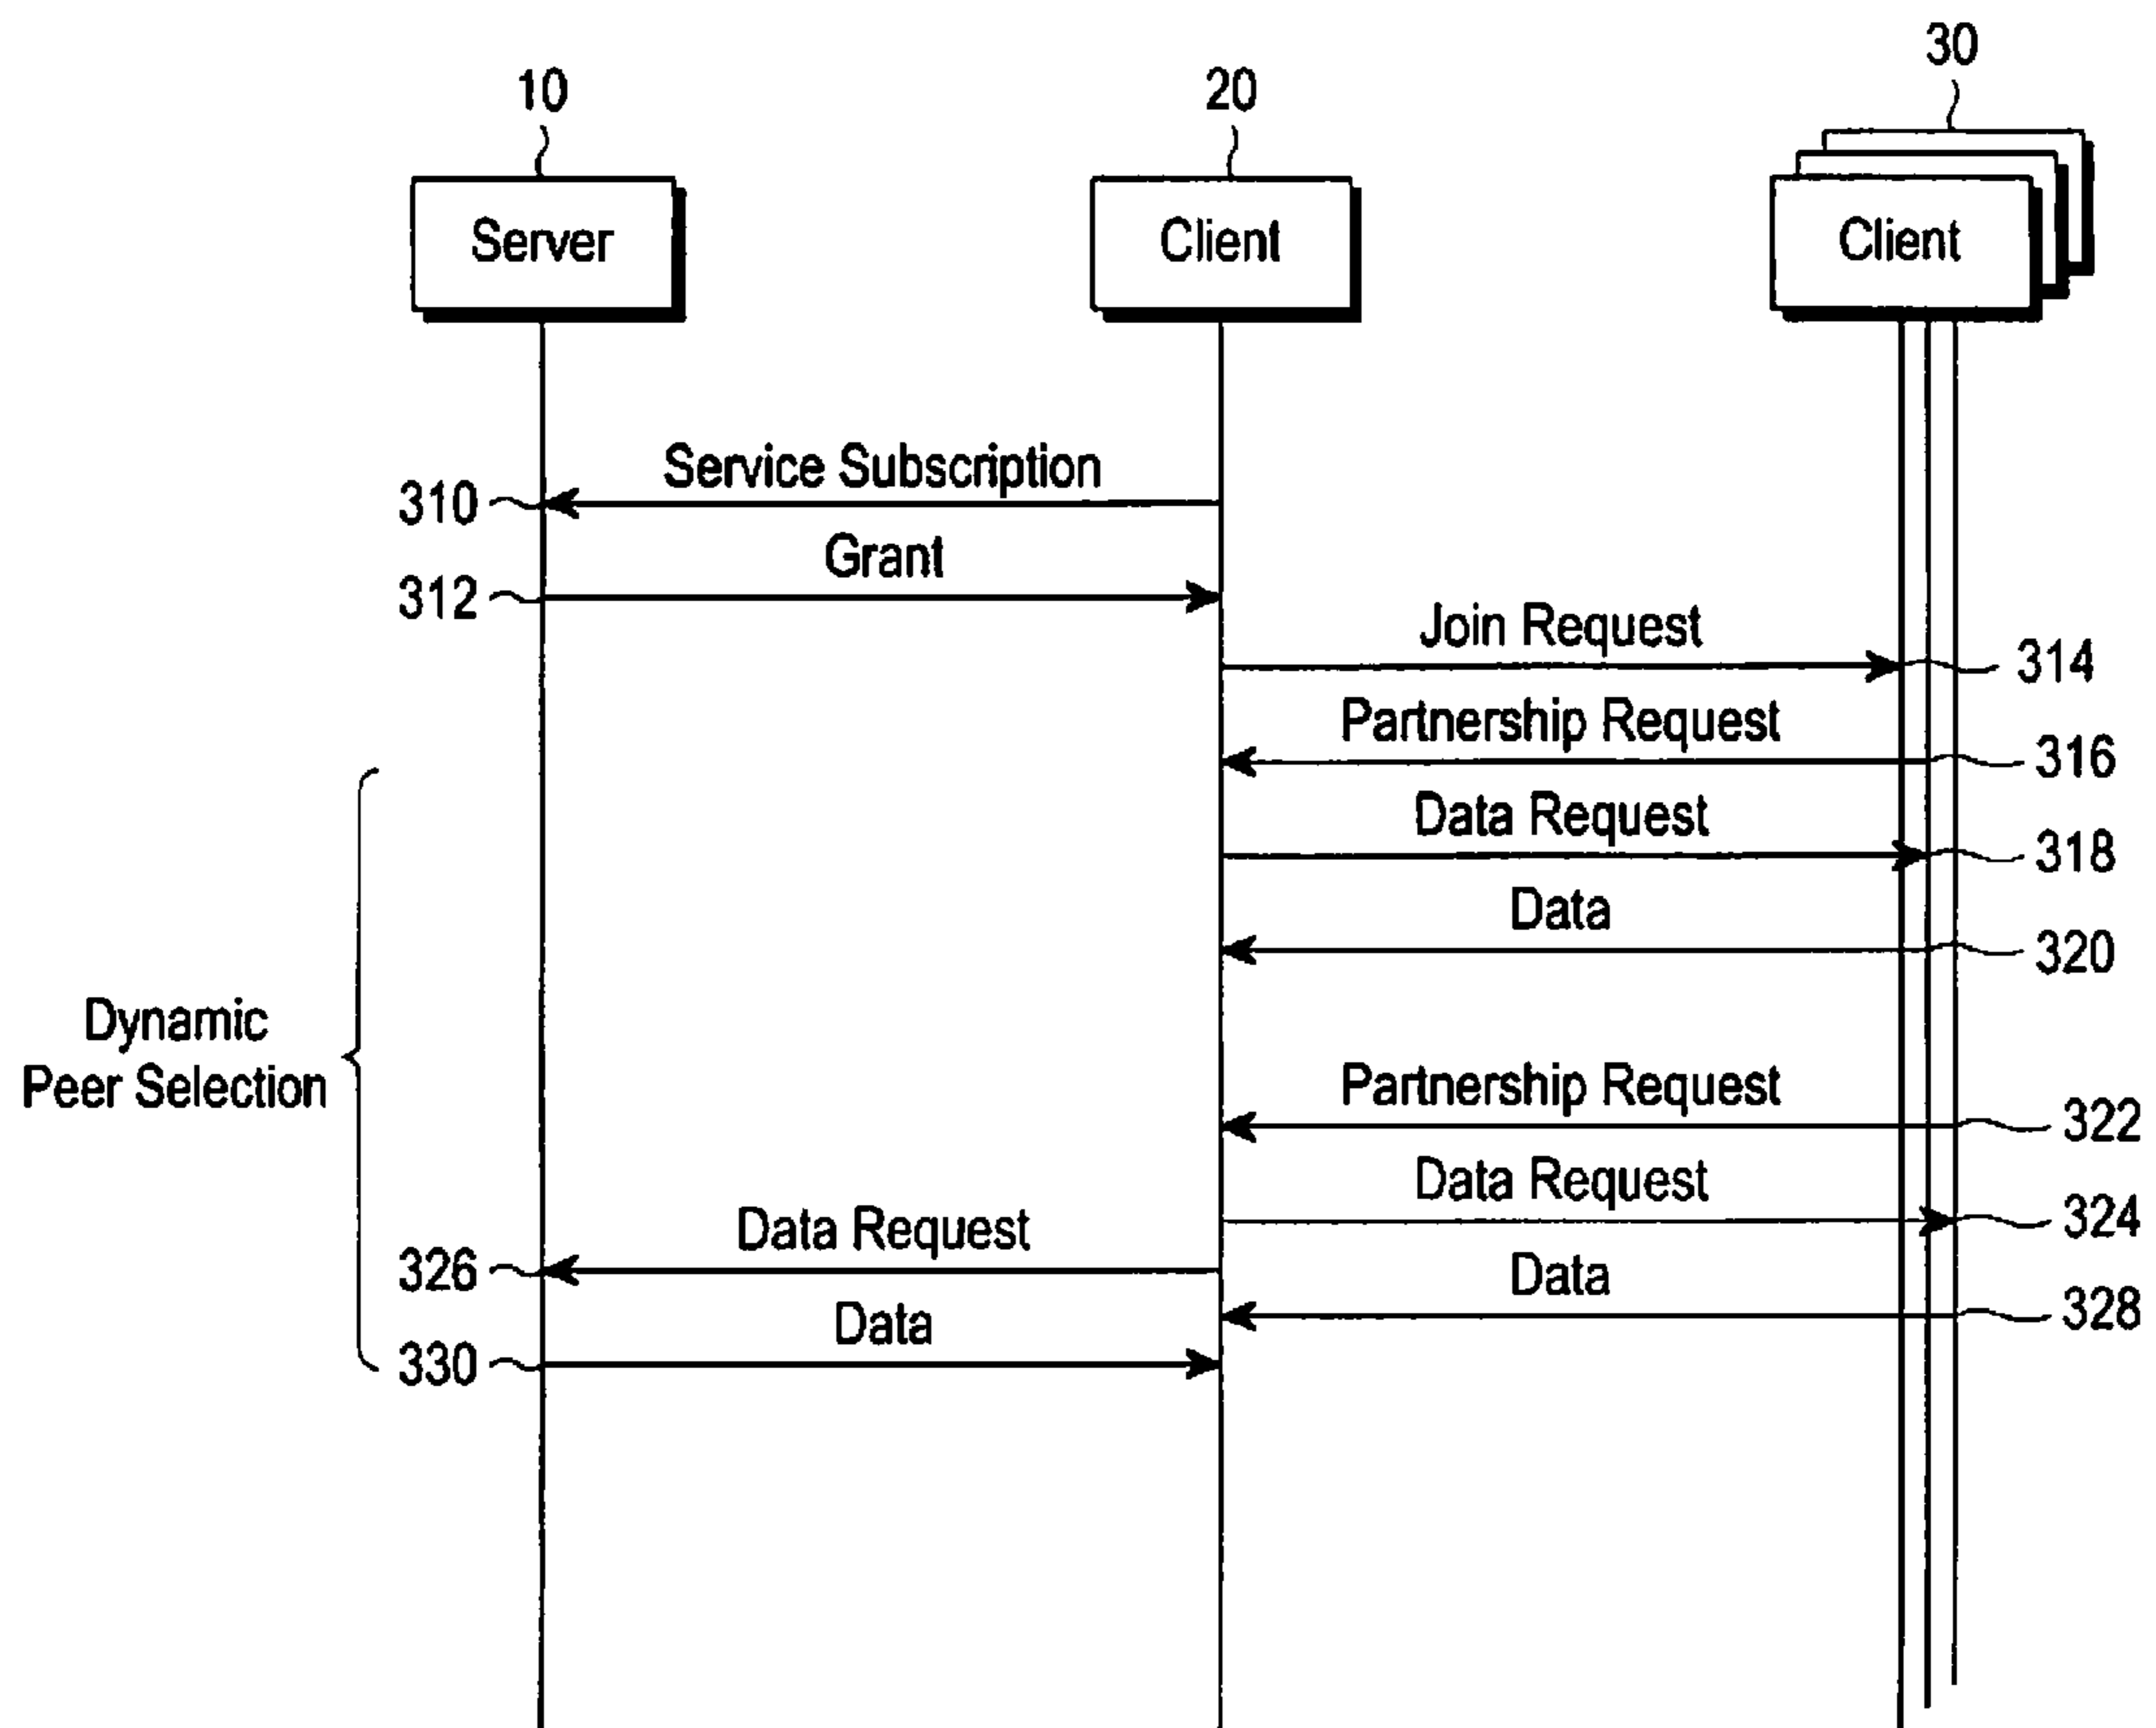 30
10
20
Server
Client
Client
Service Subscription
310
Grant
312
Join Request
314
Partnership Request
316
Data Request
318
Data
320
Dynamic
Peer Selection
Partnership Request
322
Data Request
324
Data Request
326
Data
328
Data
330